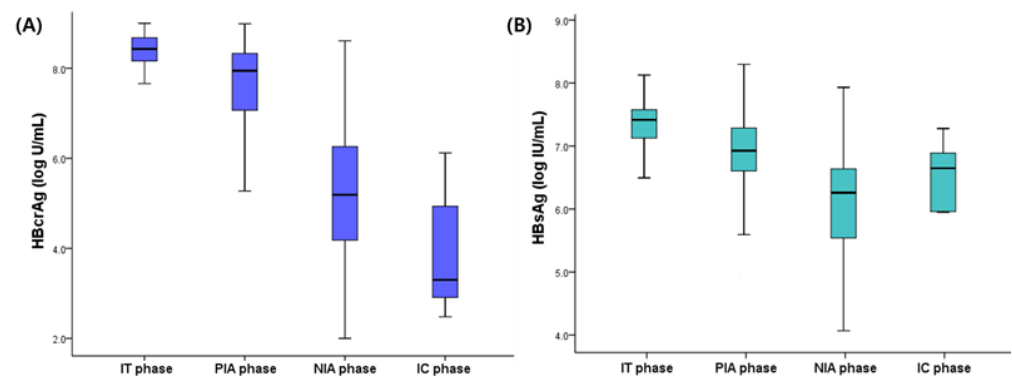 (A)
HBcrAg (log U/mL)
8.0
6.0
4.0
2.0
IT phase PIA phase NIA phase IC phase
(B)
HBsAg (log IU/mL)
9.0
8.0
7.0
6.0
5.0
4.0
IT phase PIA phase NIA phase IC phase